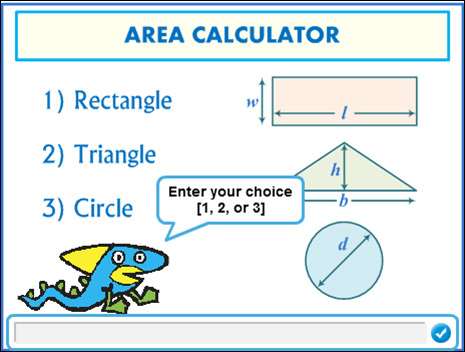 AREA CALCULATOR
1) Rectangle
w
l
2) Triangle
h
b
3) Circle
d
Enter your choice
[1, 2, or 3]